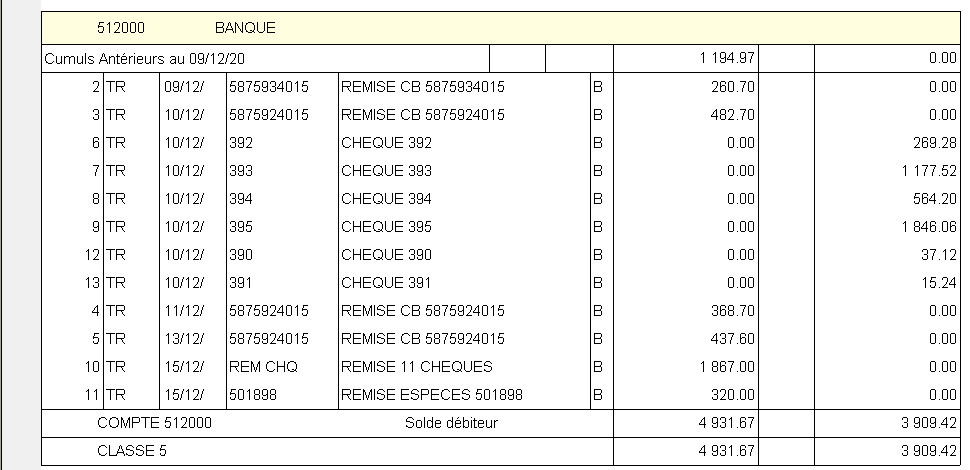 512000 BANQUE
Cumuls Antérieurs au 09/12/20 1 194.97 0.00
2 TR 09/12/ 5875934015 REMISE CB 5875934015 B 260.70 0.00
3 TR 10/12/ 5875924015 REMISE CB 5875924015 B 482.70 0.00
6 TR 10/12/ 392 CHEQUE 392 B 0.00 269.28
7 TR 10/12/ 393 CHEQUE 393 B 0.00 1 177.52
8 TR 10/12/ 394 CHEQUE 394 B 0.00 564.20
9 TR 10/12/ 395 CHEQUE 395 B 0.00 1 846.06
12 TR 10/12/ 390 CHEQUE 390 B 0.00 37.12
13 TR 10/12/ 391 CHEQUE 391 B 0.00 15.24
4 TR 11/12/ 5875924015 REMISE CB 5875924015 B 368.70 0.00
5 TR 13/12/ 5875924015 REMISE CB 5875924015 B 437.60 0.00
10 TR 15/12/ REM CHQ REMISE 11 CHEQUES B 1 867.00 0.00
11 TR 15/12/ 501898 REMISE ESPECES 501898 B 320.00 0.00
COMPTE 512000 Solde débiteur 4 931.67 3 909.42
CLASSE 5 4 931.67 3 909.42